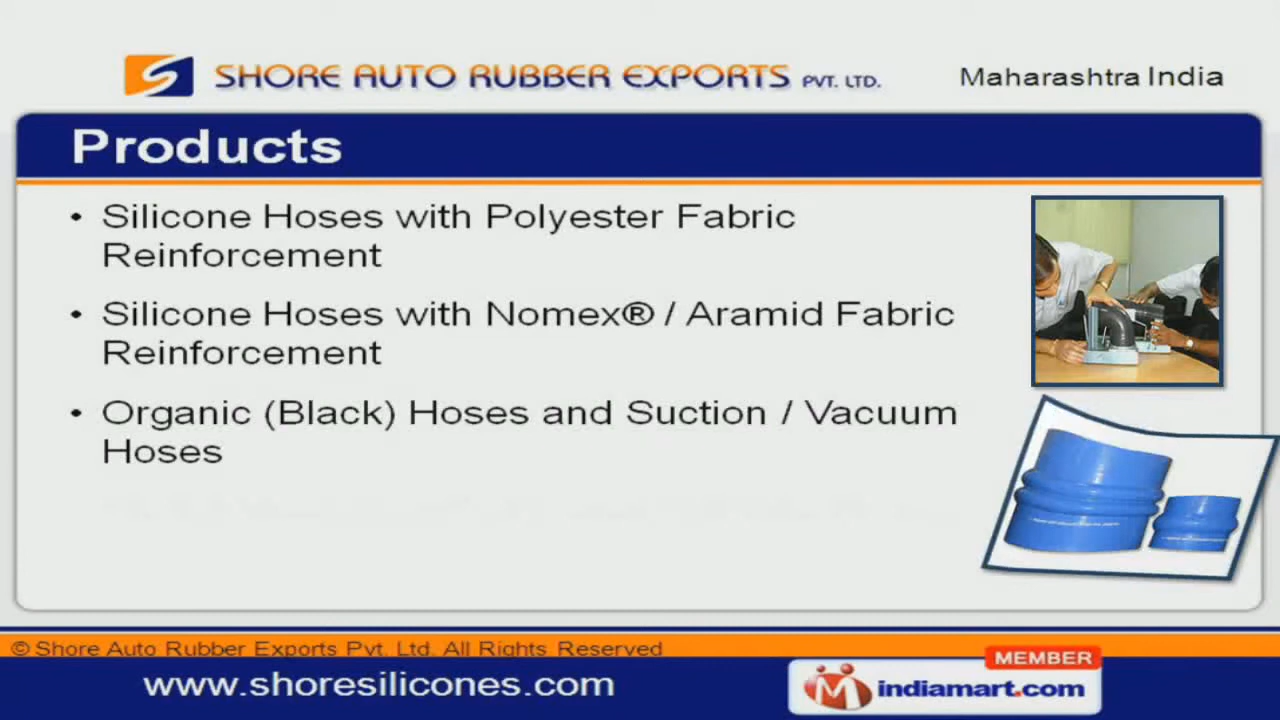 SHORE AUTO RUBBER EXPORTS PVT. LTD.
Maharashtra India
Products
• Silicone Hoses with Polyester Fabric
Reinforcement
• Silicone Hoses with Nomex® / Aramid Fabric
Reinforcement
• Organic (Black) Hoses and Suction / Vacuum
Hoses
© Shore Auto Rubber Exports Pvt. Ltd. All Rights Reserved
www.shoresilicones.com
MEMBER
indiamart.com